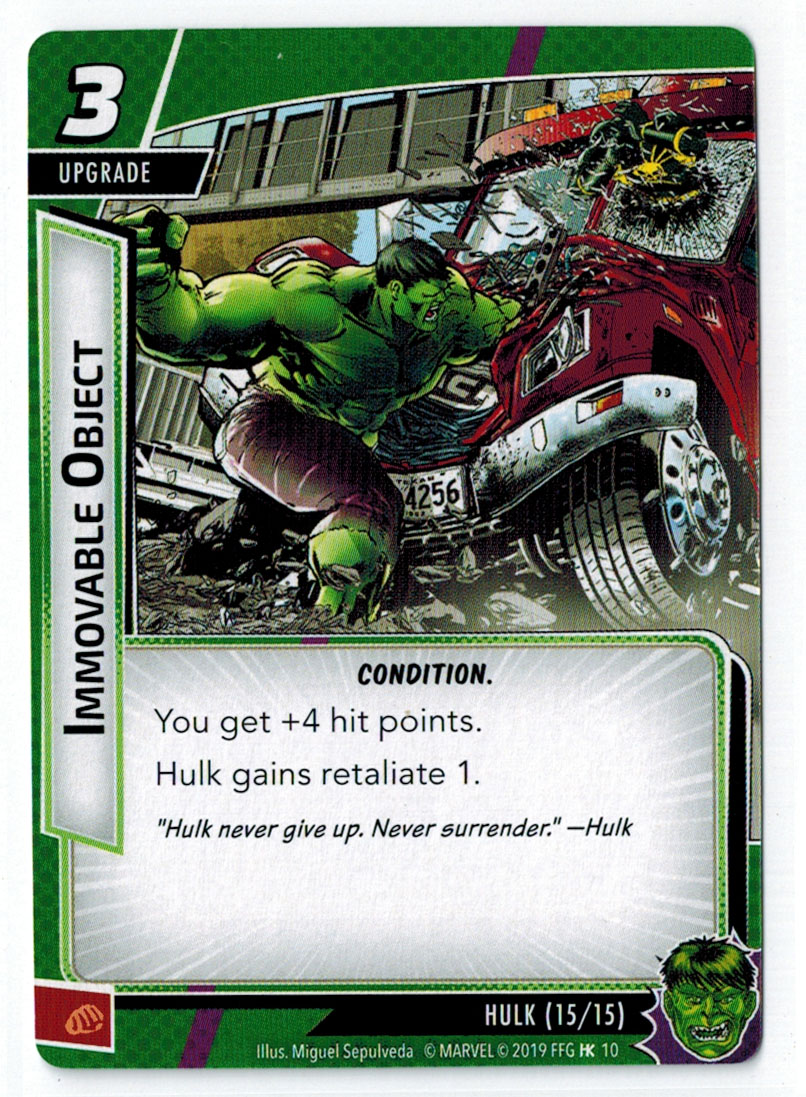 3
UPGRADE
IMMOVABLE OBJECT
4256
CONDITION.
You get +4 hit points.
Hulk gains retaliate 1.
"Hulk never give up. Never surrender." —Hulk
HULK (15/15)
Illus. Miguel Sepulveda © MARVEL © 2019 FFG HK 10